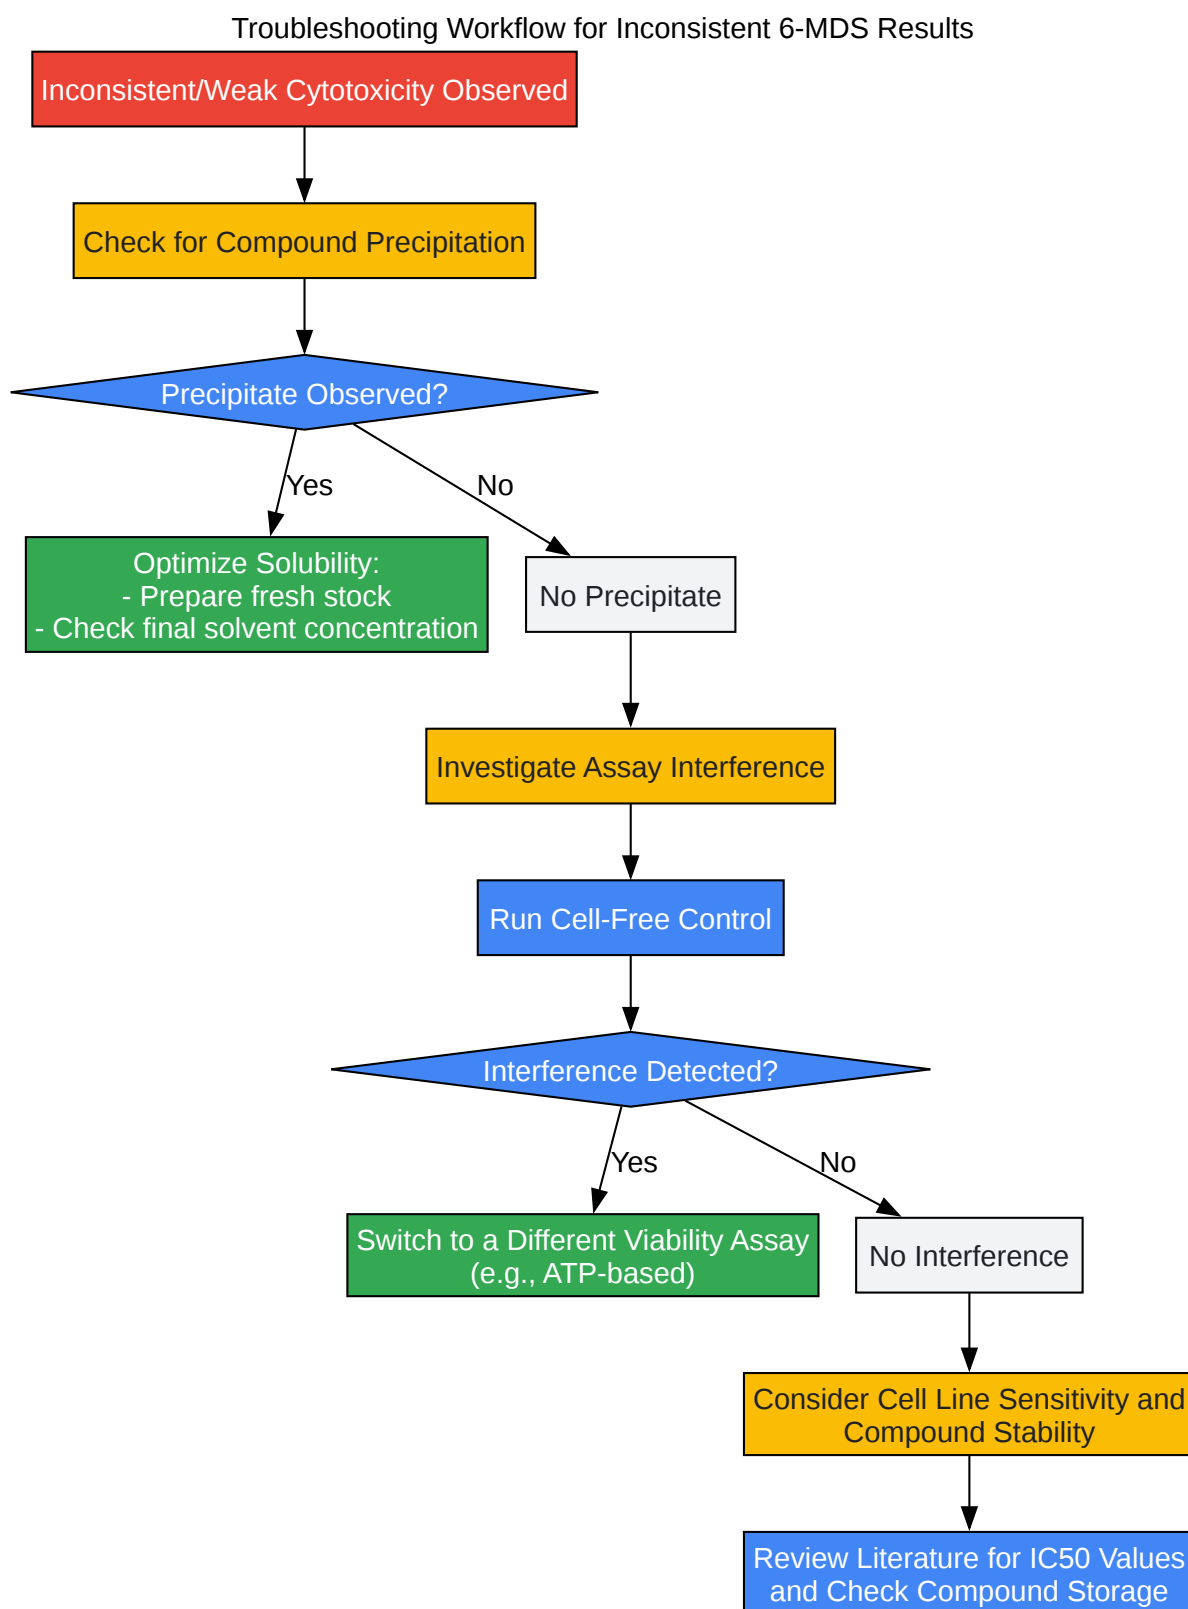 Troubleshooting Workflow for Inconsistent 6-MDS Results
Inconsistent/Weak Cytotoxicity Observed
Check for Compound Precipitation
Precipitate Observed?
Yes
No
Optimize Solubility:
- Prepare fresh stock
- Check final solvent concentration
No Precipitate
Investigate Assay Interference
Run Cell-Free Control
Interference Detected?
Yes
No
Switch to a Different Viability Assay
(e.g., ATP-based)
No Interference
Consider Cell Line Sensitivity and
Compound Stability
Review Literature for IC50 Values
and Check Compound Storage